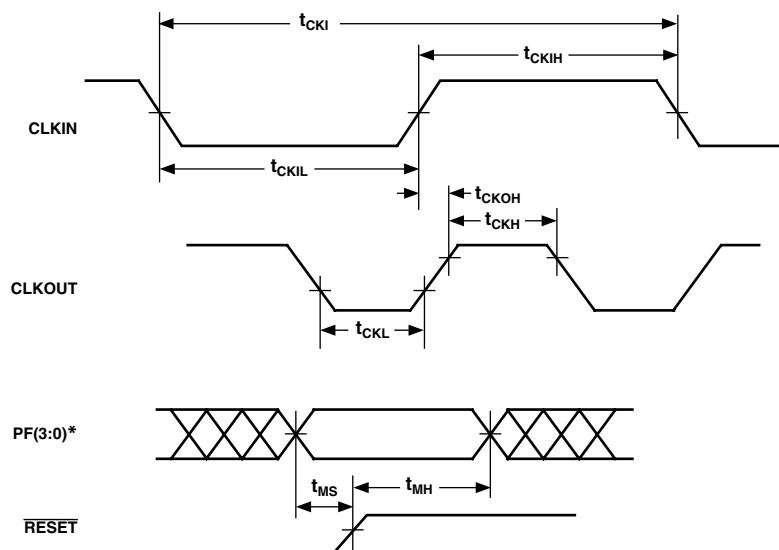 tCKI
tCKIH
CLKIN
tCKIL
tCKOH
tCKH
CLKOUT
tCKL
PF(3:0)*
tMS
tMH
RESET